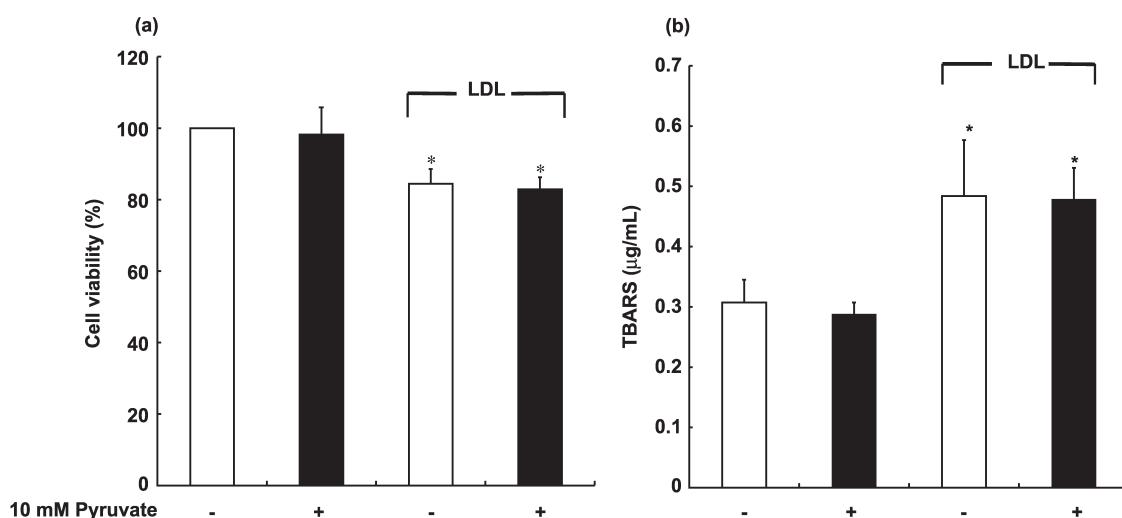 (a)
120
100
80
60
40
20
0
Cell viability (%)
LDL
*
*
10 mM Pyruvate - + - +
(b)
0.7
0.6
0.5
0.4
0.3
0.2
0.1
0
TBARS (μg/mL)
LDL
*
*
- + - +